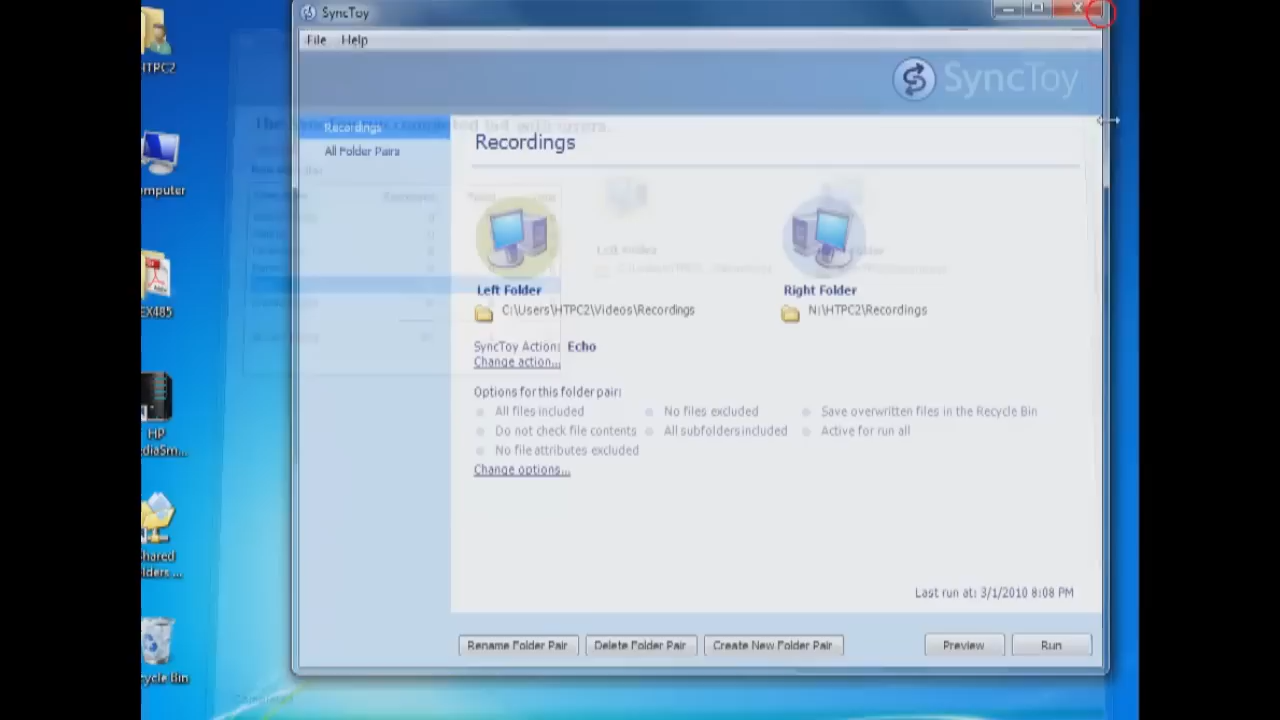 SyncToy
File Help
SyncToy
Recordings
All Folder Pairs
Recordings
Left Folder
C:\Users\HTPC2\Videos\Recordings
Right Folder
N:\HTPC2\Recordings
SyncToy Action: Echo
Change action...
Options for this folder pair:
All files included No files excluded Save overwritten files in the Recycle Bin
Do not check file contents All subfolders included Active for run all
No file attributes excluded
Change options...
Last run at: 3/1/2010 8:08 PM
Rename Folder Pair Delete Folder Pair Create New Folder Pair Preview Run
HTPC2
omputer
EX485
HP
ediaSm...
Shared
lders ...
ecycle Bin